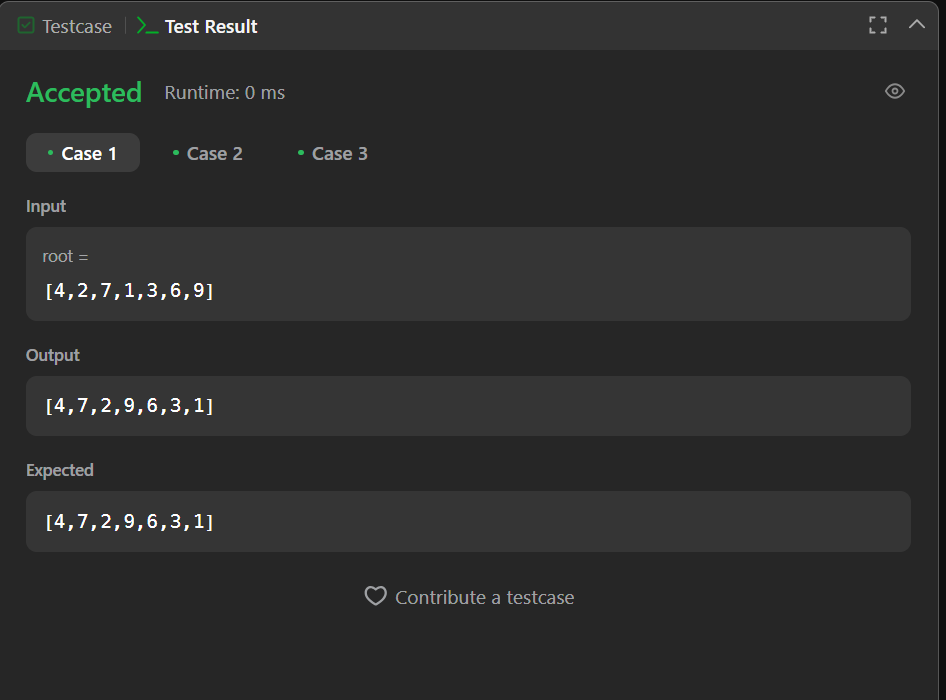 Testcase | >_ Test Result
Accepted Runtime: 0 ms
• Case 1 • Case 2 • Case 3
Input
root =
[4,2,7,1,3,6,9]
Output
[4,7,2,9,6,3,1]
Expected
[4,7,2,9,6,3,1]
Contribute a testcase